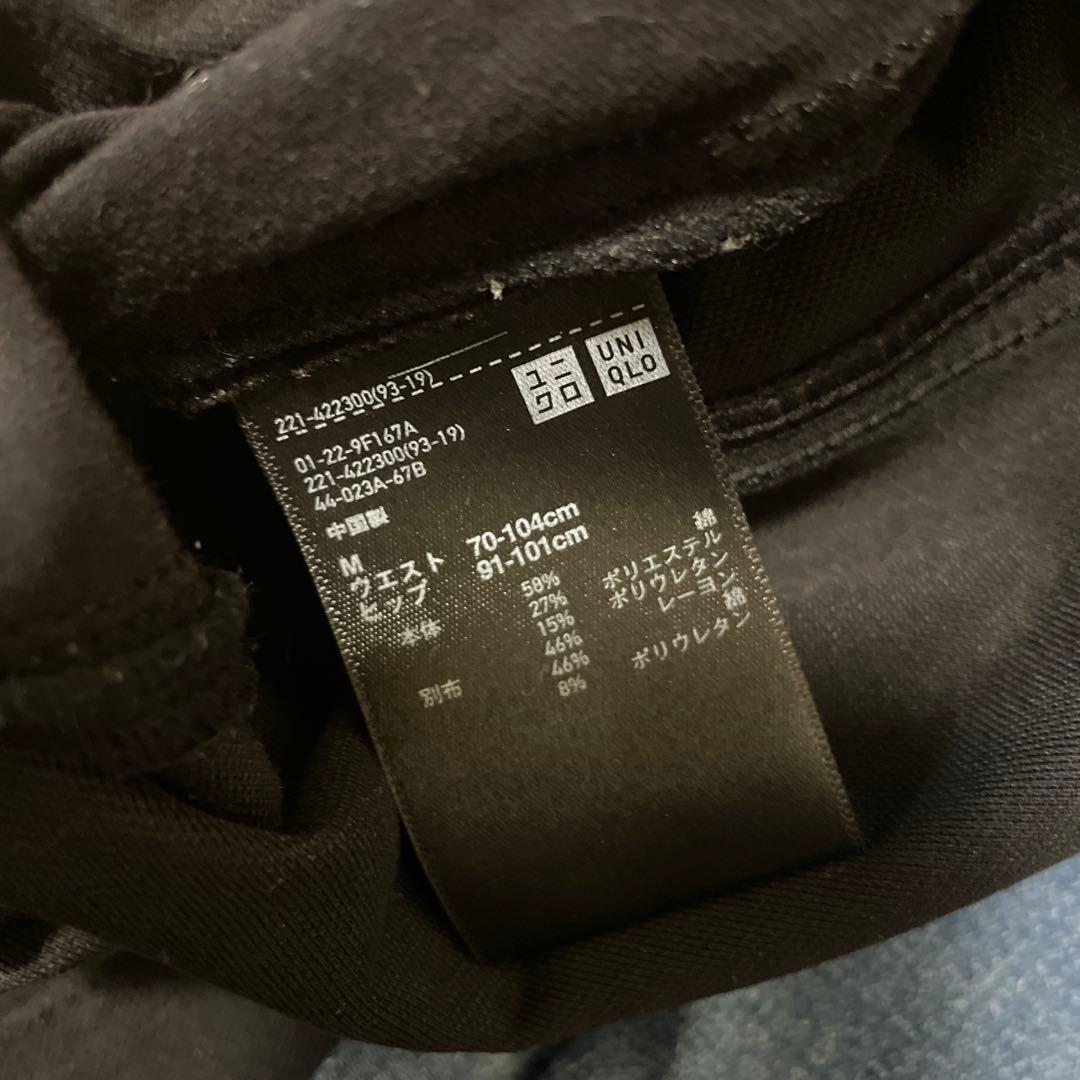 221-422300(93-19)
ユニ
クロ
UNI
QLO
01-22-9F167A
221-422300(93-19)
44-023A-67B
中国製
M
ウエスト 70-104cm
ヒップ 91-101cm
本体 58% 綿
27% ポリエステル
15% ポリウレタン
別布 46% レーヨン
46% 綿
8% ポリウレタン